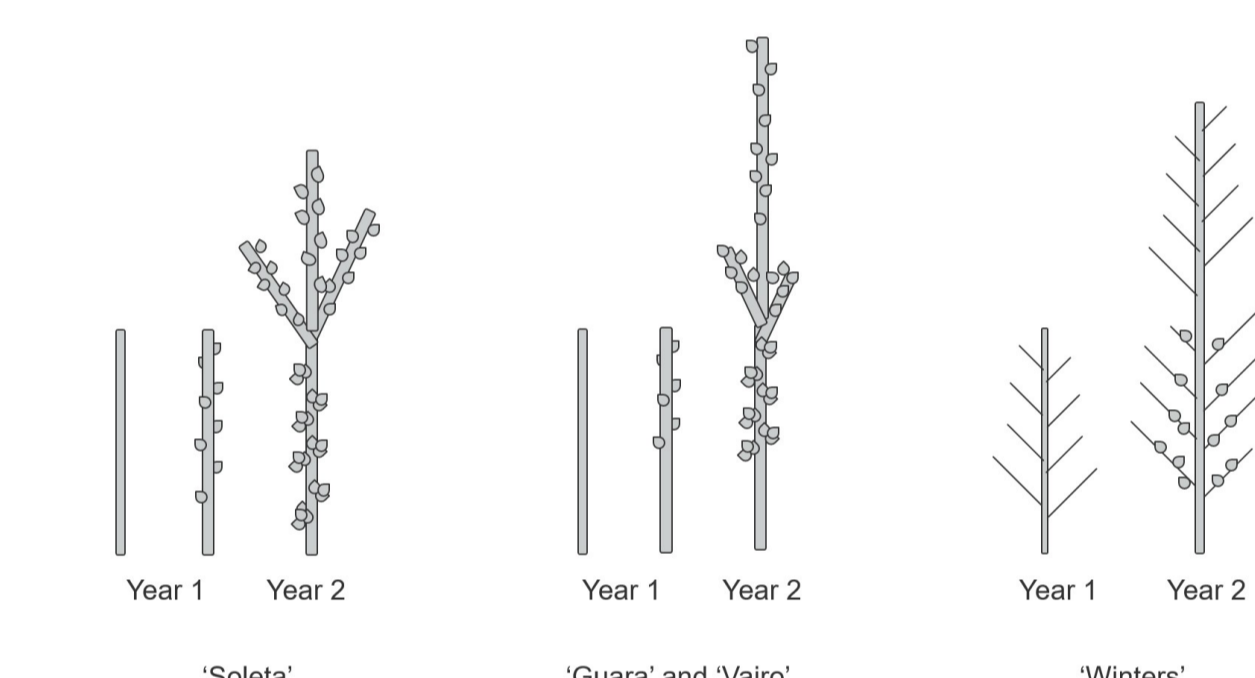 Year 1 Year 2 Year 1 Year 2 Year 1 Year 2
‘Soleta’ ‘Guara’ and ‘Vairo’ ‘Winters’